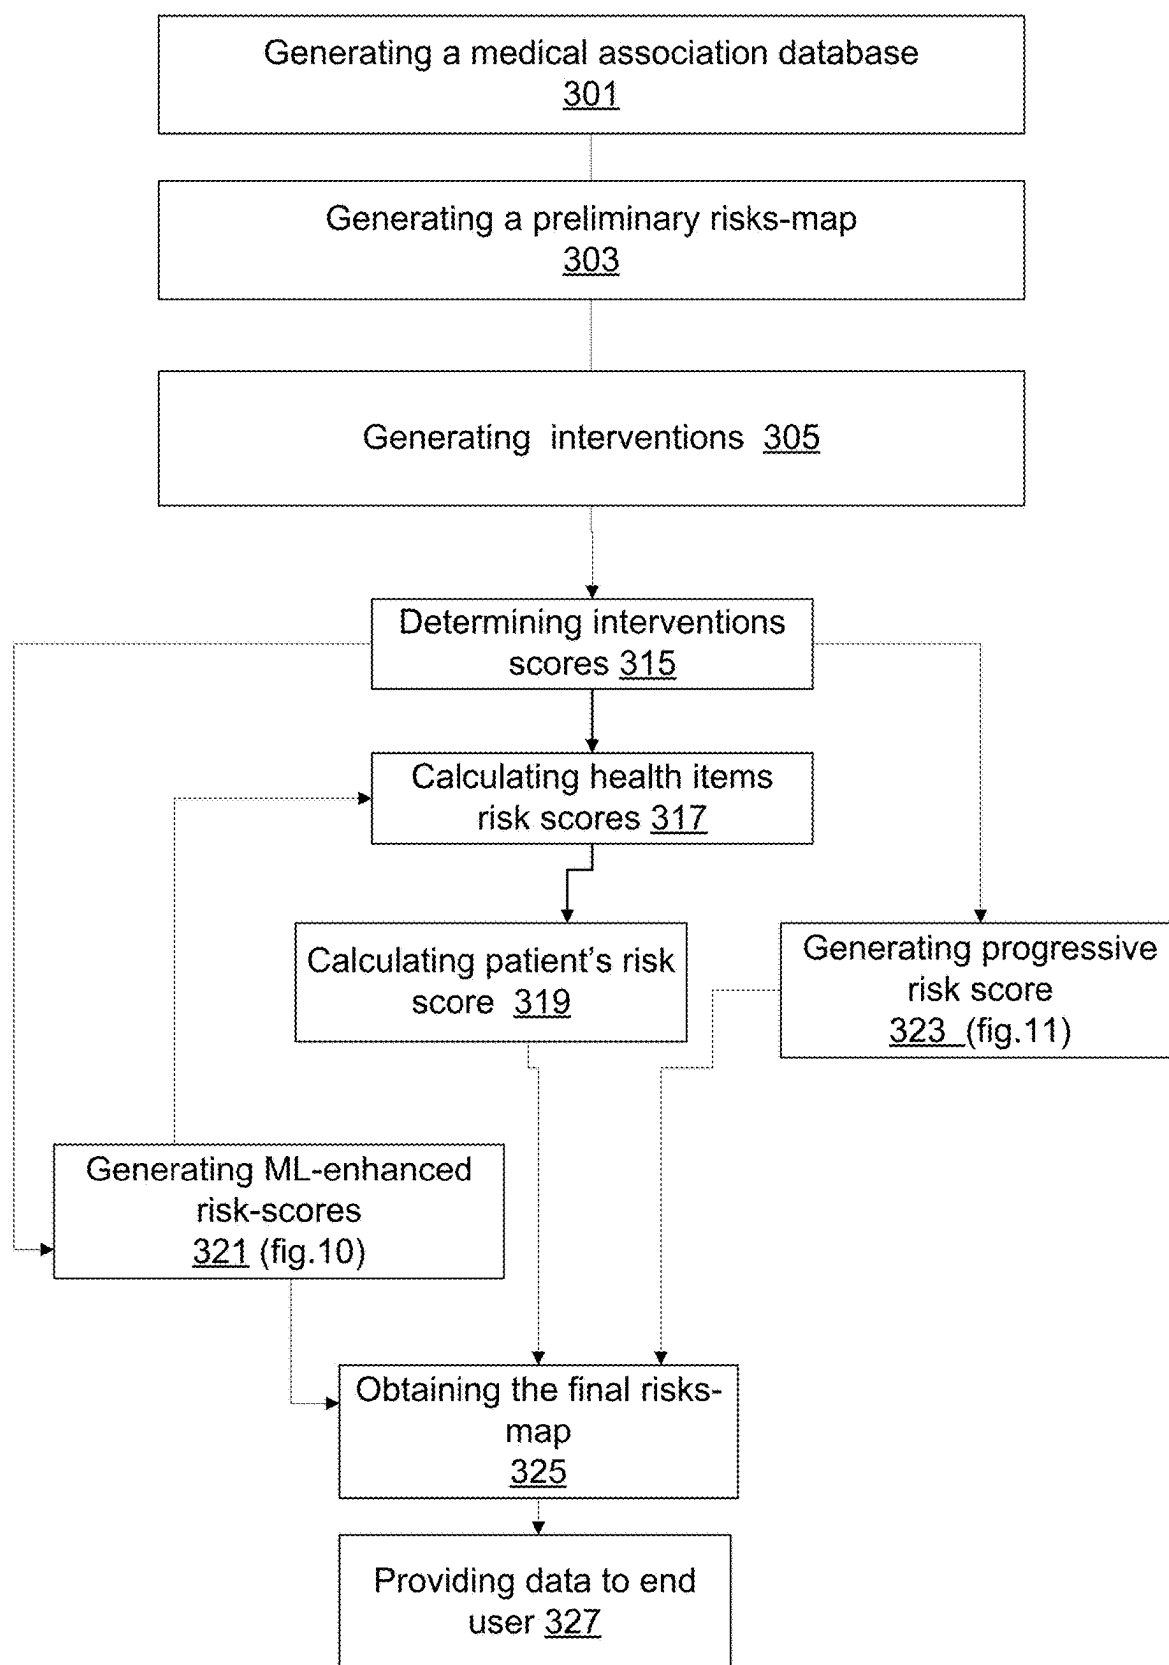 Generating a medical association database
301
Generating a preliminary risks-map
303
Generating interventions 305
Determining interventions
scores 315
Calculating health items
risk scores 317
Calculating patient's risk
score 319
Generating progressive
risk score
323 (fig.11)
Generating ML-enhanced
risk-scores
321 (fig.10)
Obtaining the final risks-
map
325
Providing data to end
user 327